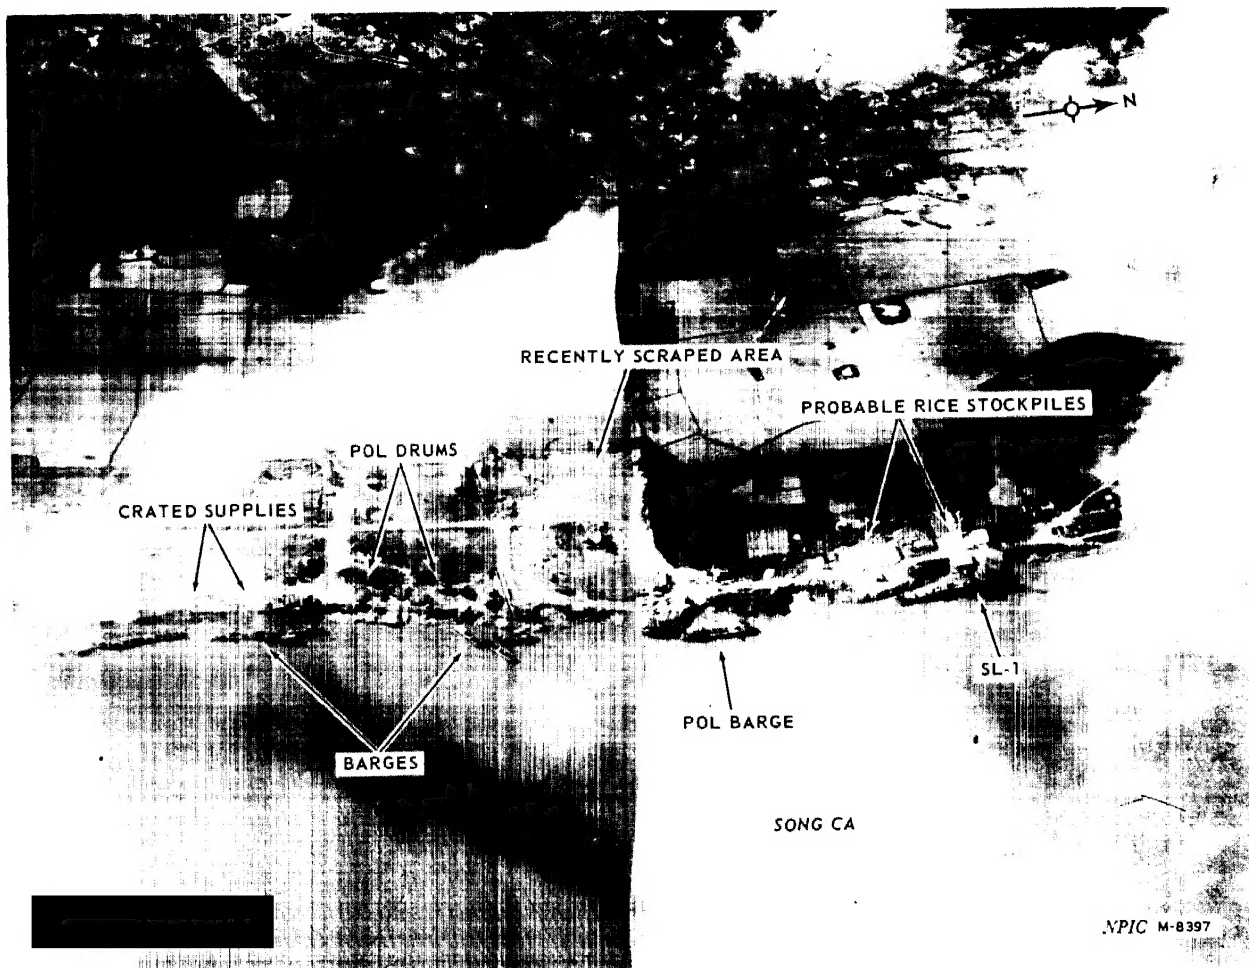 N
RECENTLY SCRAPED AREA
PROBABLE RICE STOCKPILES
POL DRUMS
CRATED SUPPLIES
SL-1
POL BARGE
BARGES
SONG CA
NPIC M-8397